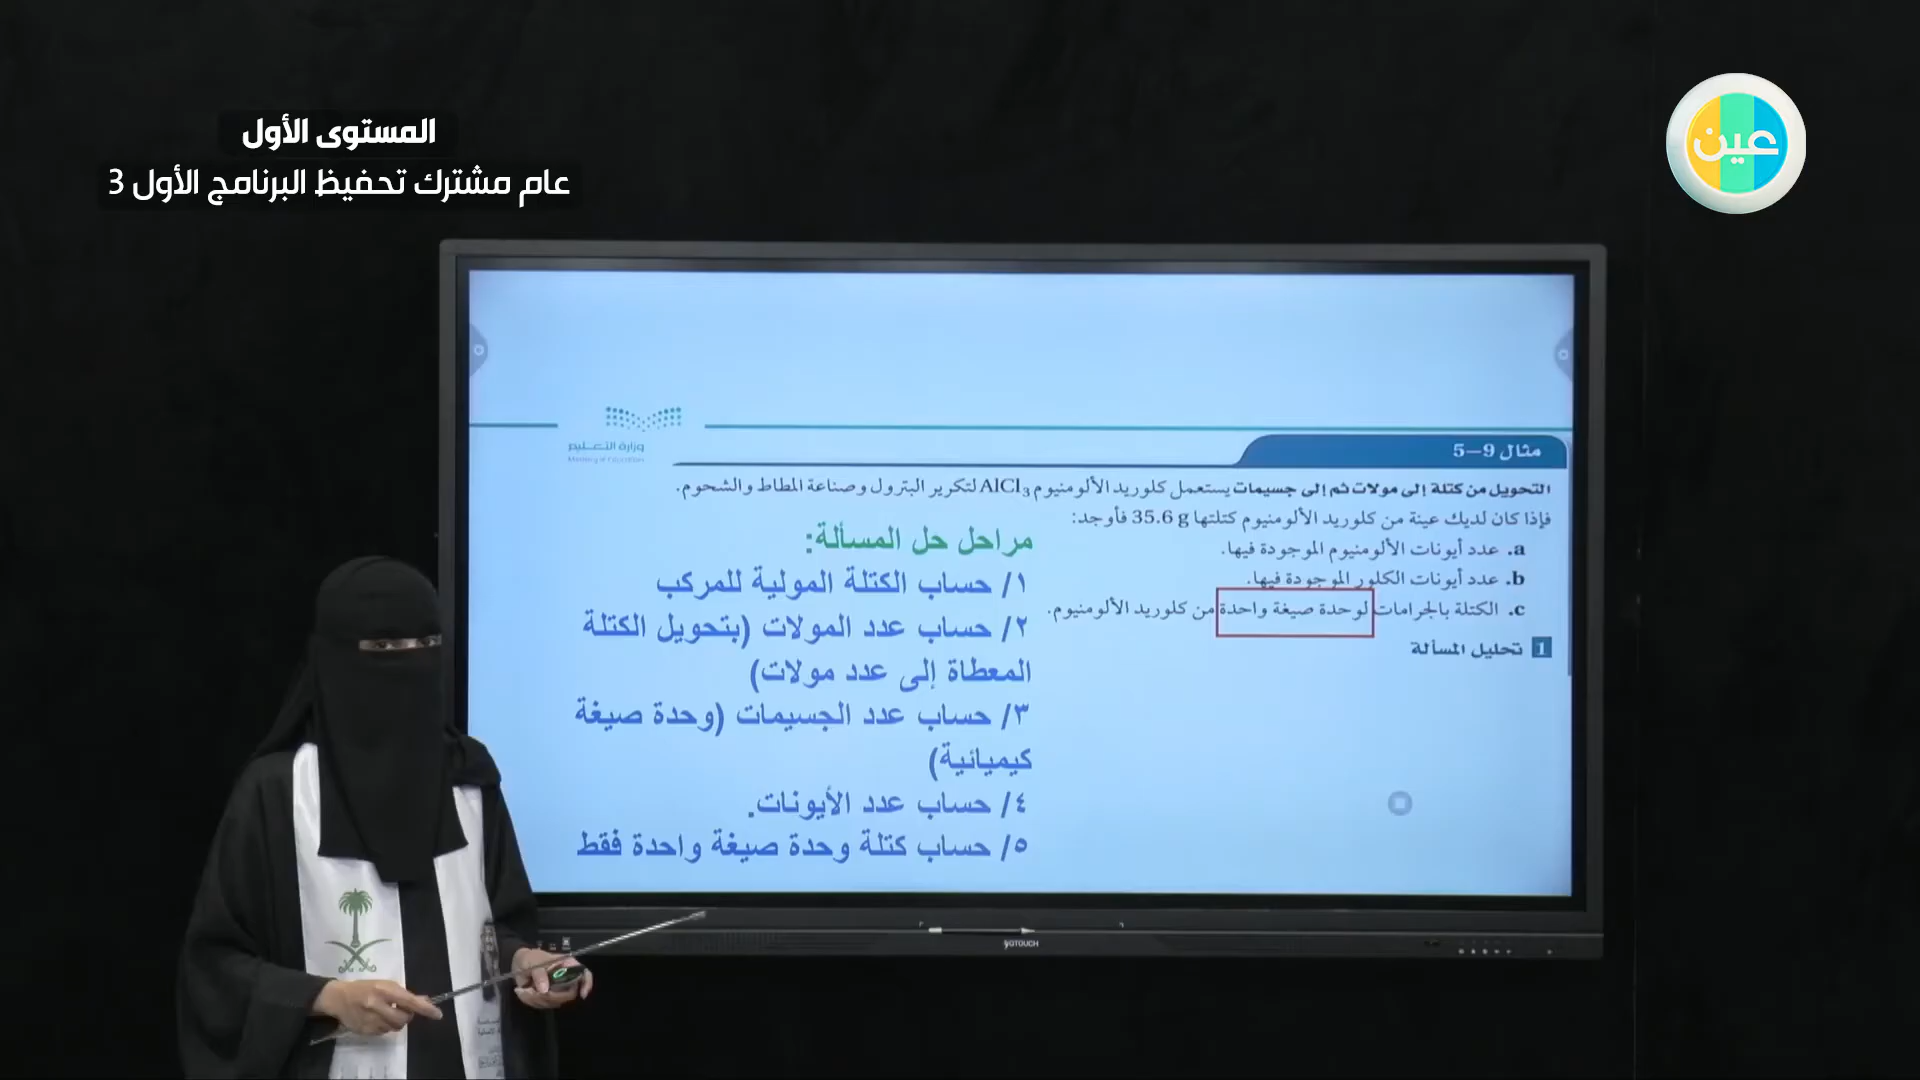 المستوى الأول
عام مشترك تحفيظ البرنامج الأول 3
عين
وزارة التعليم
Ministry of Education
مثال 9–5
التحويل من كتلة إلى مولات ثم إلى جسيمات يستعمل كلوريد الألومنيوم AlCl₃ لتكرير البترول وصناعة المطاط والشحوم.
فإذا كان لديك عينة من كلوريد الألومنيوم كتلتها 35.6 g فأوجد:
a. عدد أيونات الألومنيوم الموجودة فيها.
b. عدد أيونات الكلور الموجودة فيها.
c. الكتلة بالجرامات لوحدة صيغة واحدة من كلوريد الألومنيوم.
1 تحليل المسألة
مراحل حل المسألة:
١/ حساب الكتلة المولية للمركب
٢/ حساب عدد المولات (بتحويل الكتلة
المعطاة إلى عدد مولات)
٣/ حساب عدد الجسيمات (وحدة صيغة
كيميائية)
٤/ حساب عدد الأيونات.
٥/ حساب كتلة وحدة صيغة واحدة فقط
YOTOUCH